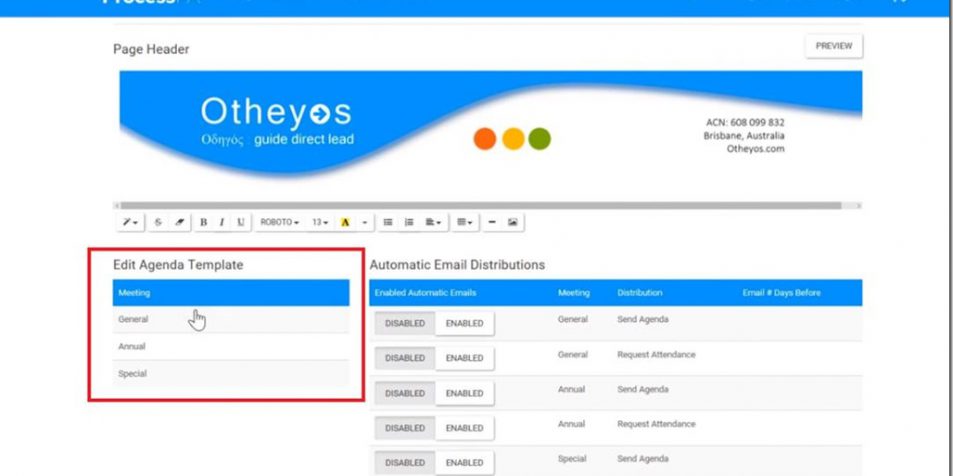 Process
Page Header
PREVIEW
Otheyos
Οδηγός : guide direct lead
ACN: 608 099 832
Brisbane, Australia
Otheyos.com
S B I U ROBOTO 13 A
Edit Agenda Template
Meeting
General
Annual
Special
Automatic Email Distributions
Enabled Automatic Emails Meeting Distribution Email # Days Before
DISABLED ENABLED General Send Agenda
DISABLED ENABLED General Request Attendance
DISABLED ENABLED Annual Send Agenda
DISABLED ENABLED Annual Request Attendance
DISABLED ENABLED Special Send Agenda